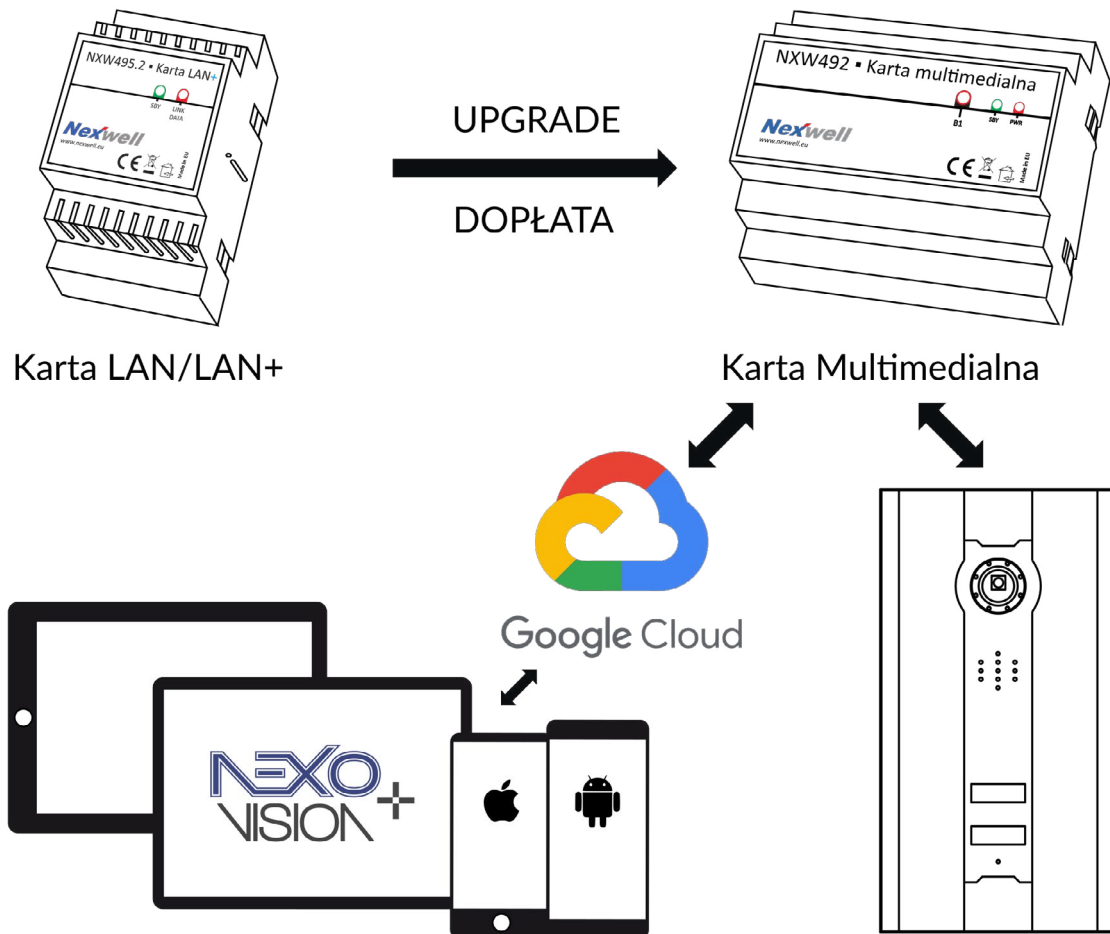 NXW495.2 ▪ Karta LAN+
SBY
LINK
DATA
Nexwell
www.nexwell.eu
CE
Made in EU
UPGRADE
DOPŁATA
NXW492 ▪ Karta multimedialna
B1
SBY
PWR
Nexwell
www.nexwell.eu
CE
Made in EU
Karta LAN/LAN+
Karta Multimedialna
Google Cloud
NEXO
VISION+